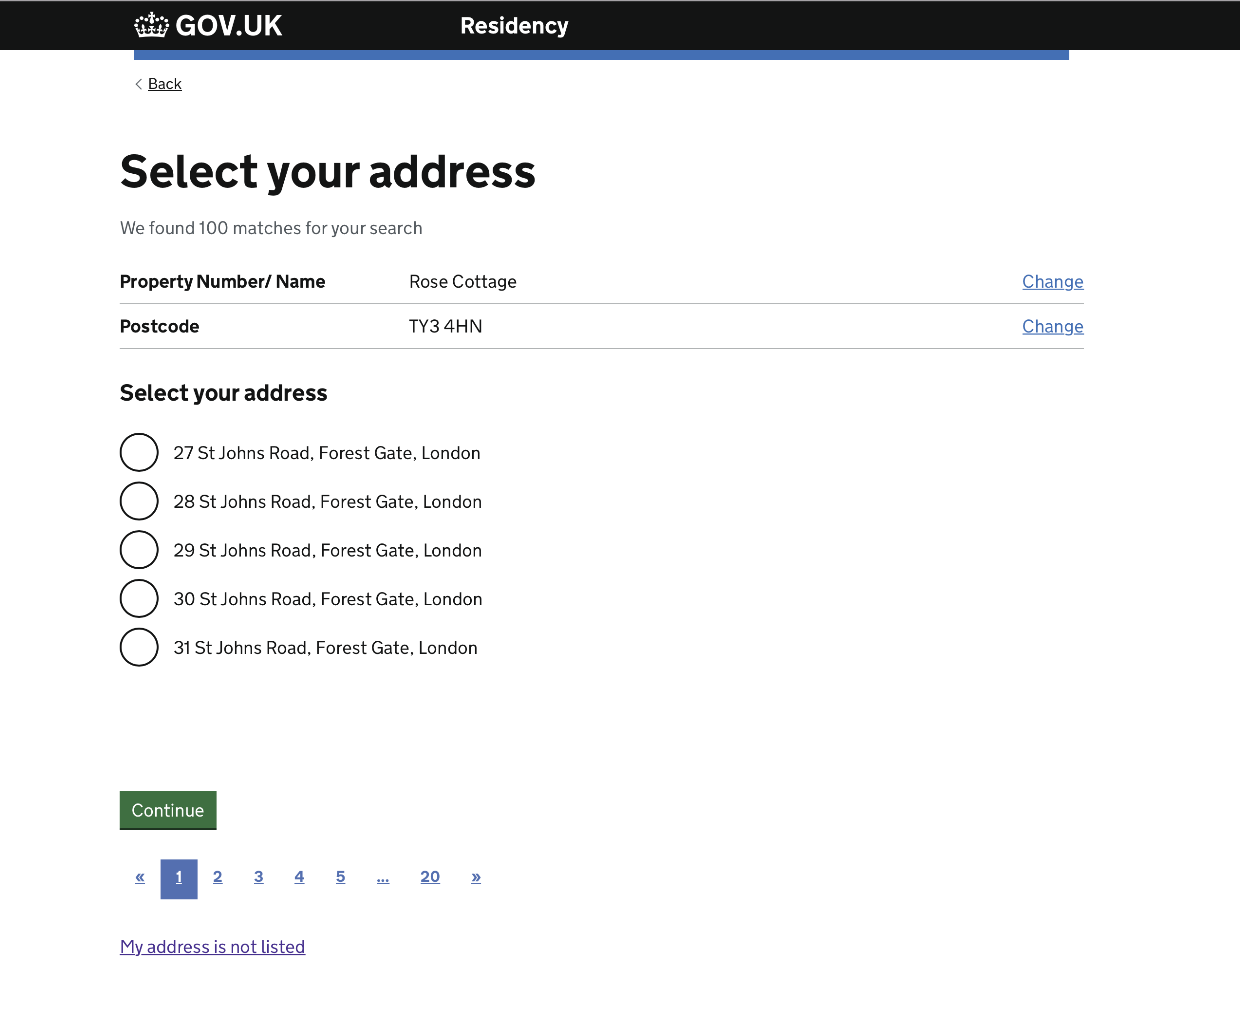 GOV.UK Residency
Back
Select your address
We found 100 matches for your search
Property Number/ Name Rose Cottage Change
Postcode TY3 4HN Change
Select your address
27 St Johns Road, Forest Gate, London
28 St Johns Road, Forest Gate, London
29 St Johns Road, Forest Gate, London
30 St Johns Road, Forest Gate, London
31 St Johns Road, Forest Gate, London
Continue
« 1 2 3 4 5 ... 20 »
My address is not listed